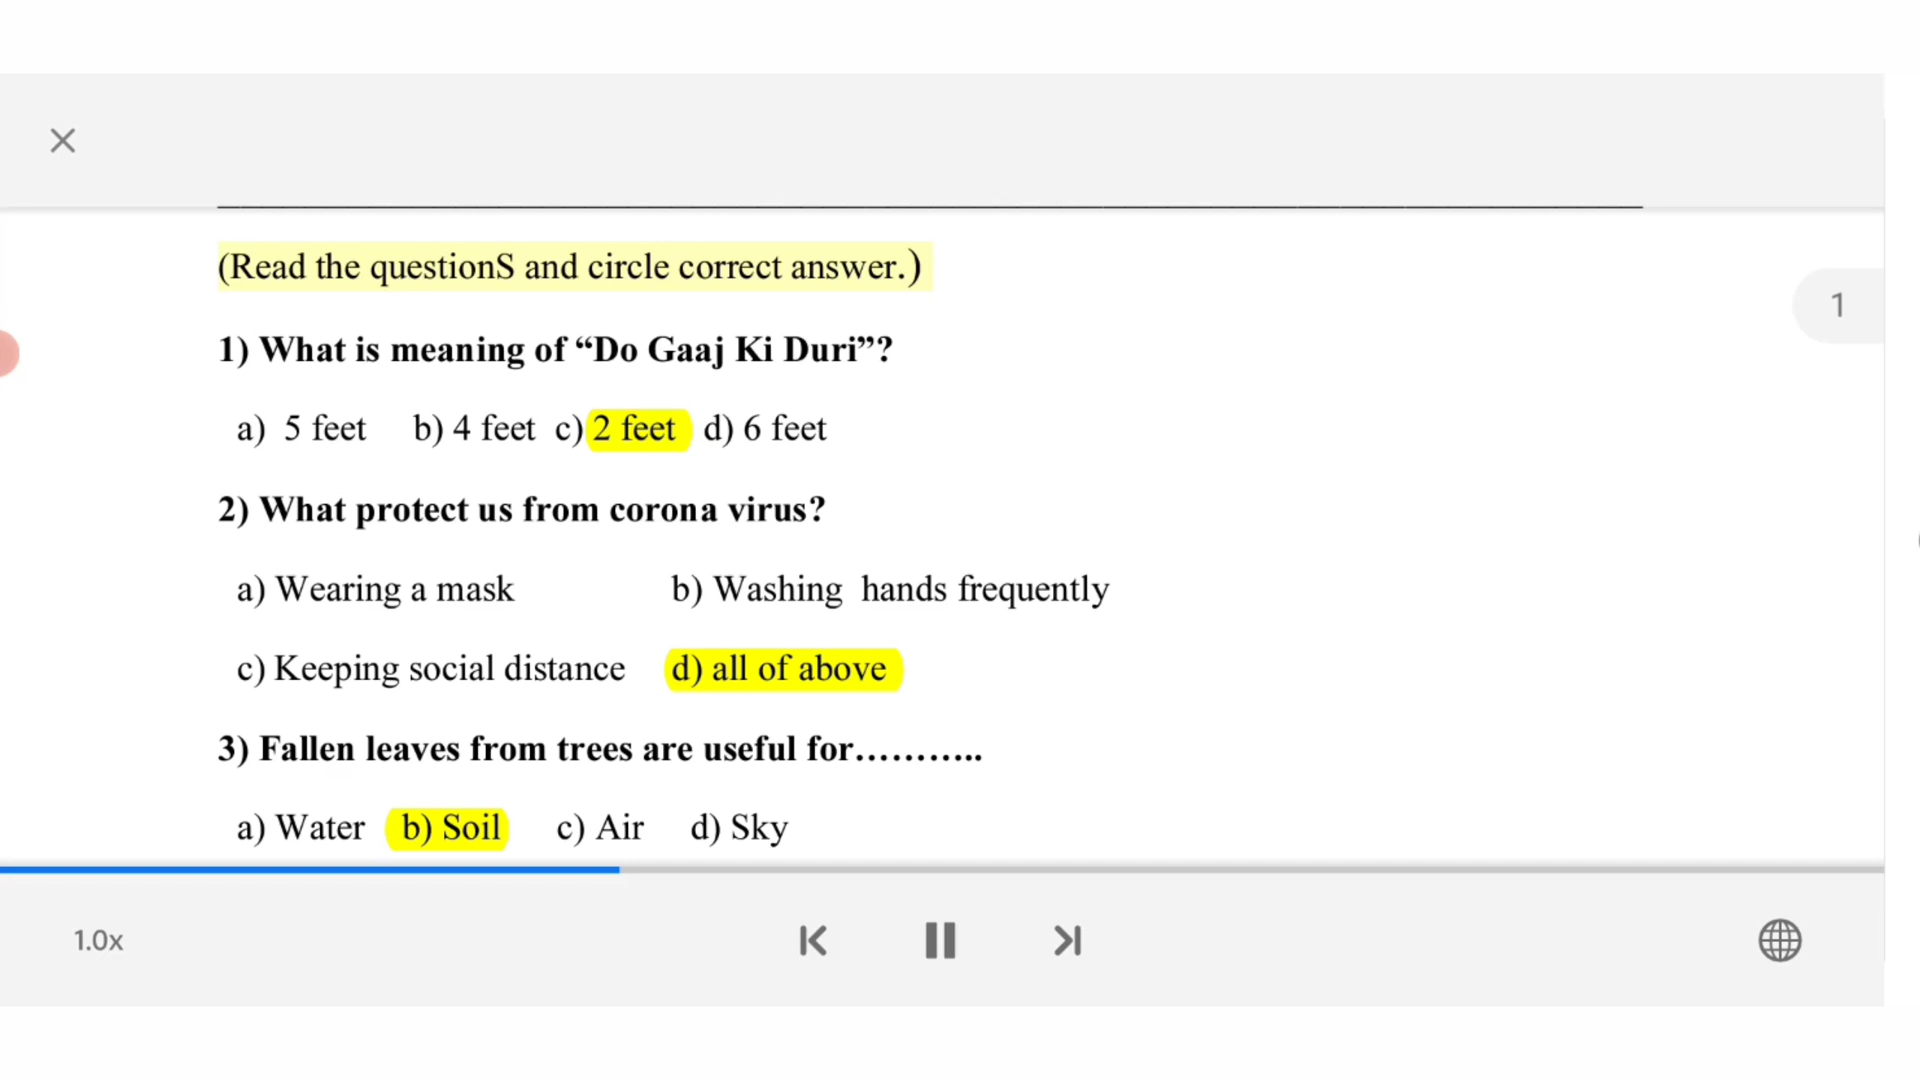 (Read the questionS and circle correct answer.)
1
1) What is meaning of “Do Gaaj Ki Duri”?
a) 5 feet b) 4 feet c) 2 feet d) 6 feet
2) What protect us from corona virus?
a) Wearing a mask b) Washing hands frequently
c) Keeping social distance d) all of above
3) Fallen leaves from trees are useful for...........
a) Water b) Soil c) Air d) Sky
1.0x